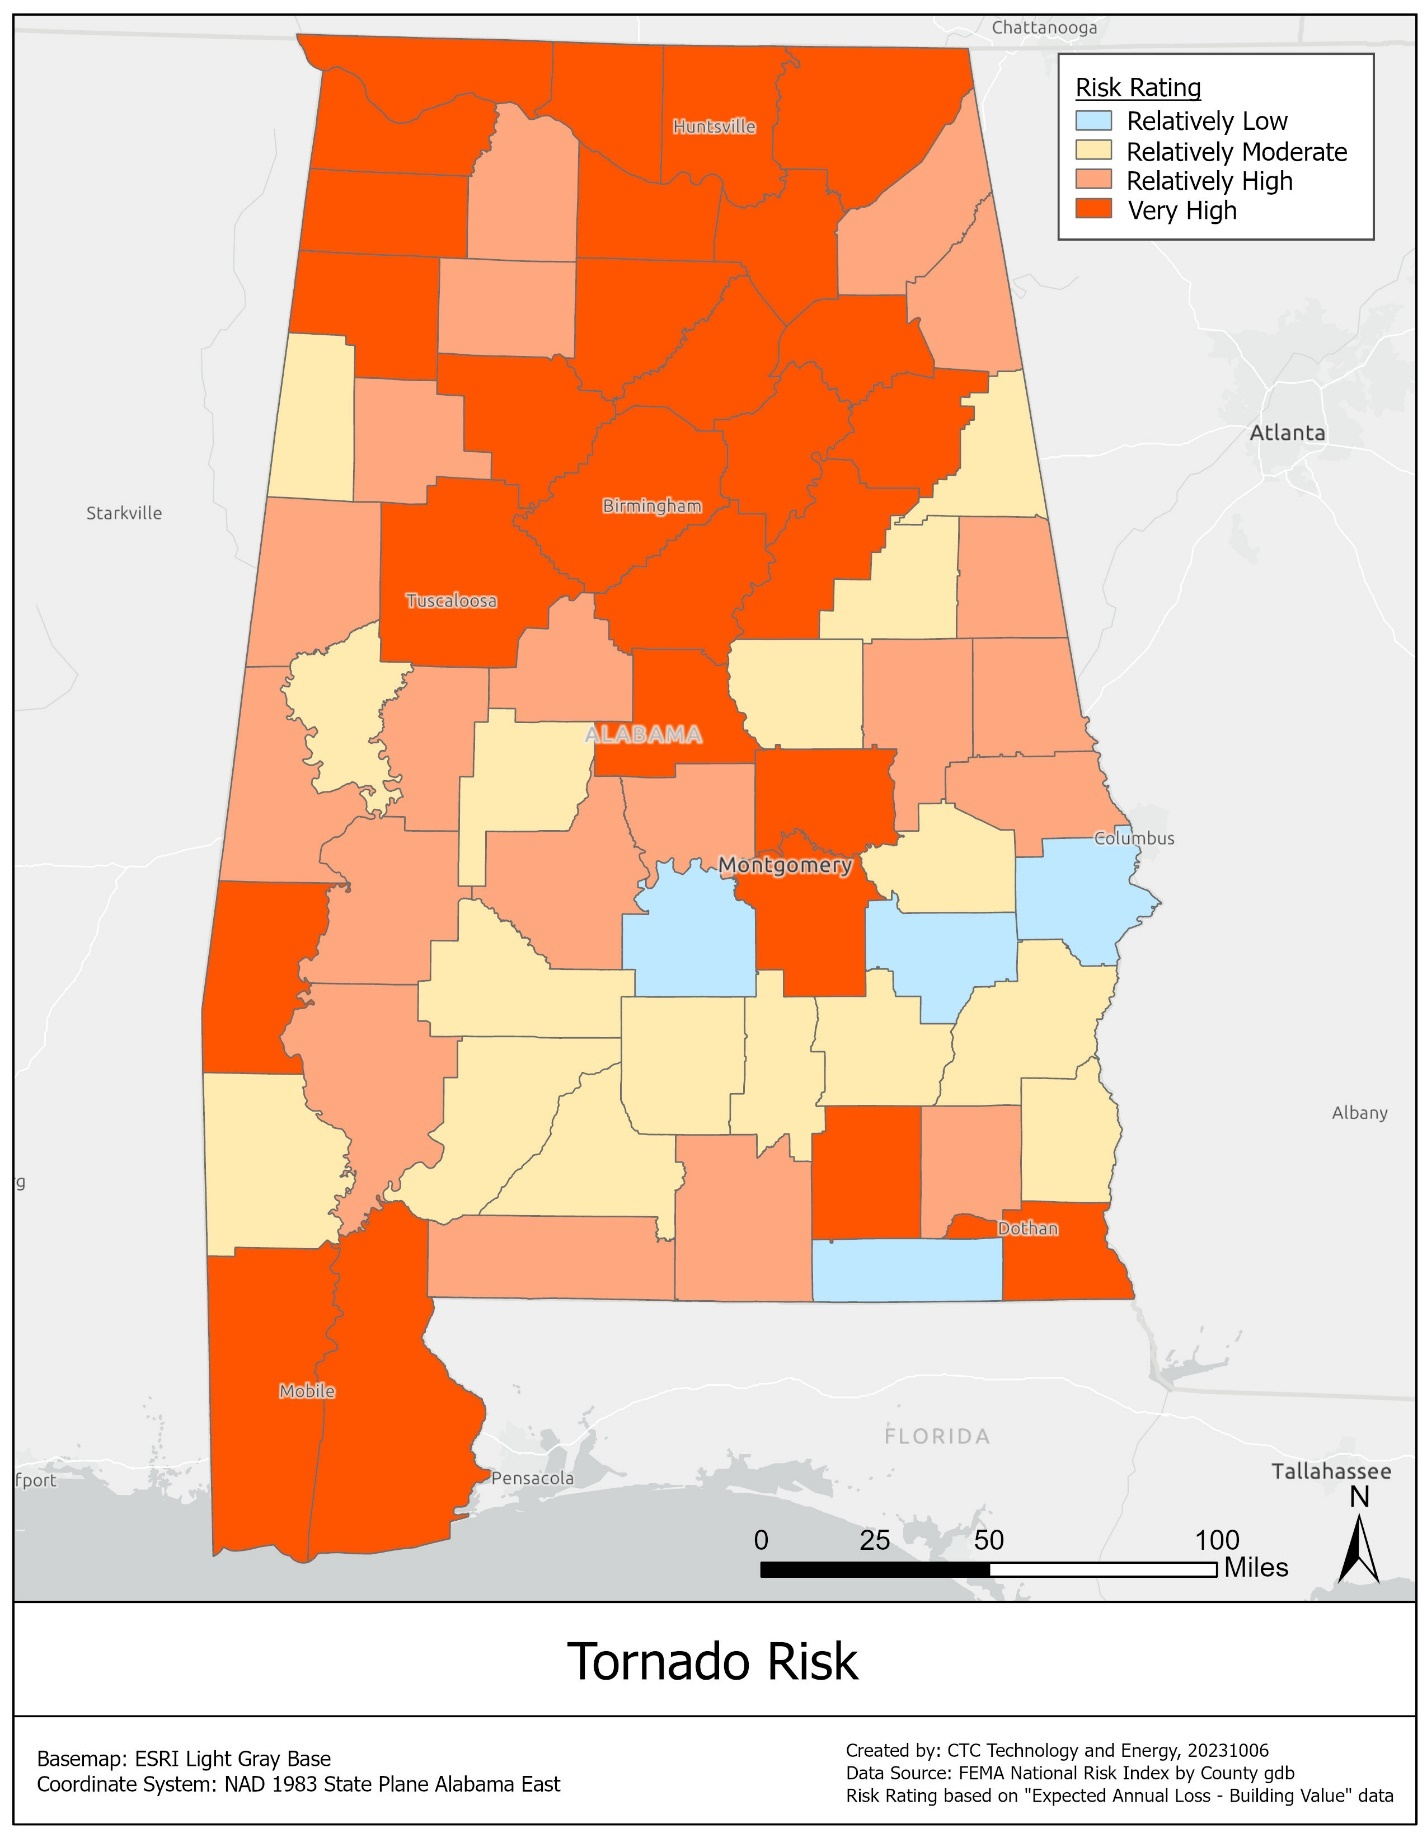 Chattanooga
Risk Rating
Relatively Low
Relatively Moderate
Relatively High
Very High
Huntsville
Atlanta
Starkville
Birmingham
Tuscaloosa
ALABAMA
Columbus
Montgomery
Albany
g
Dothan
Mobile
FLORIDA
Pensacola
fport
Tallahassee
N
0 25 50 100
Miles
Tornado Risk
Basemap: ESRI Light Gray Base
Coordinate System: NAD 1983 State Plane Alabama East
Created by: CTC Technology and Energy, 20231006
Data Source: FEMA National Risk Index by County gdb
Risk Rating based on "Expected Annual Loss - Building Value" data